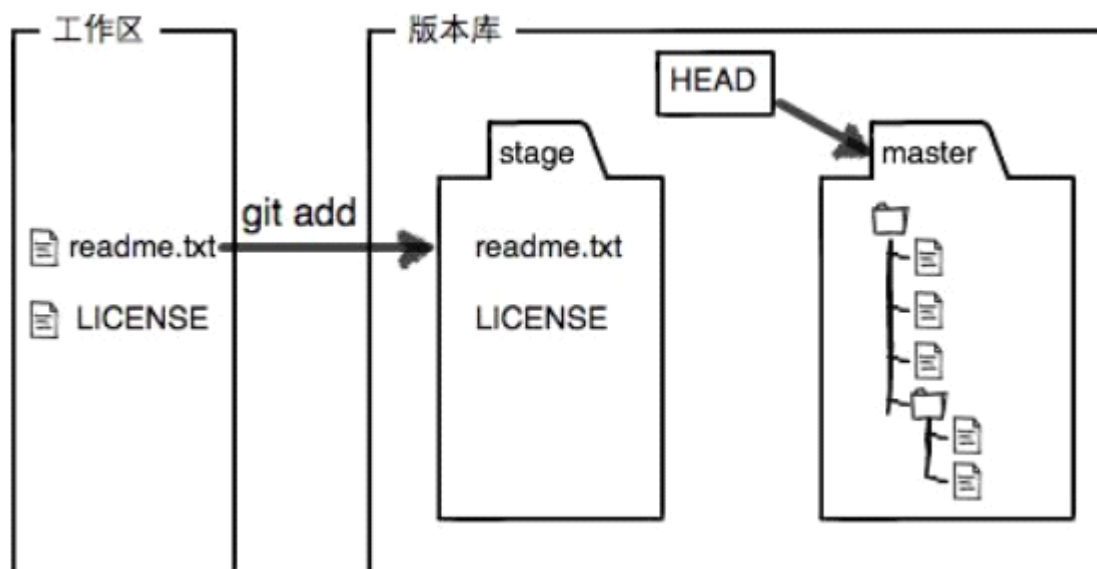 工作区
版本库
HEAD
stage
master
git add
readme.txt
readme.txt
LICENSE
LICENSE